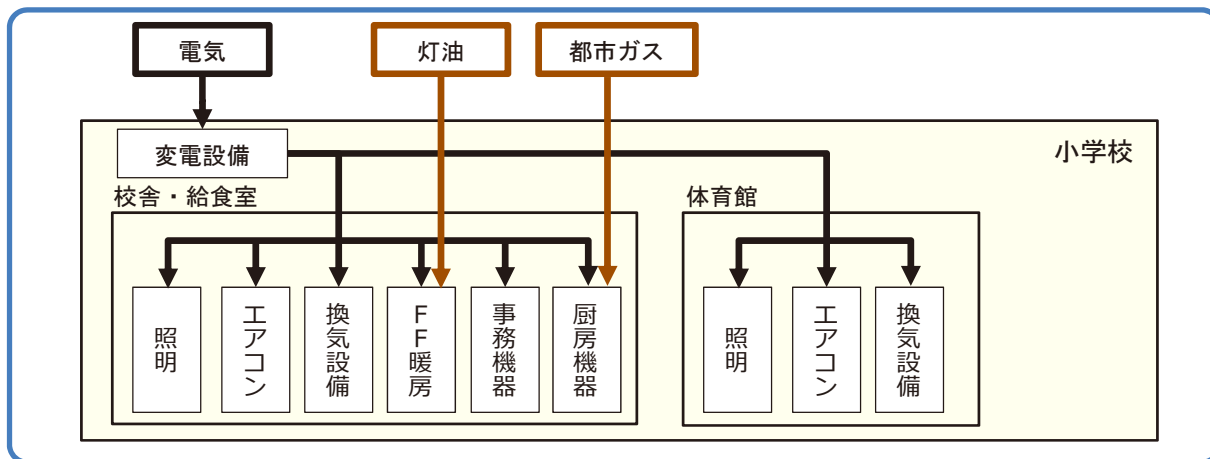 電気
灯油
都市ガス
変電設備
小学校
校舎・給食室
体育館
照明
エアコン
換気設備
FF暖房
事務機器
厨房機器
照明
エアコン
換気設備